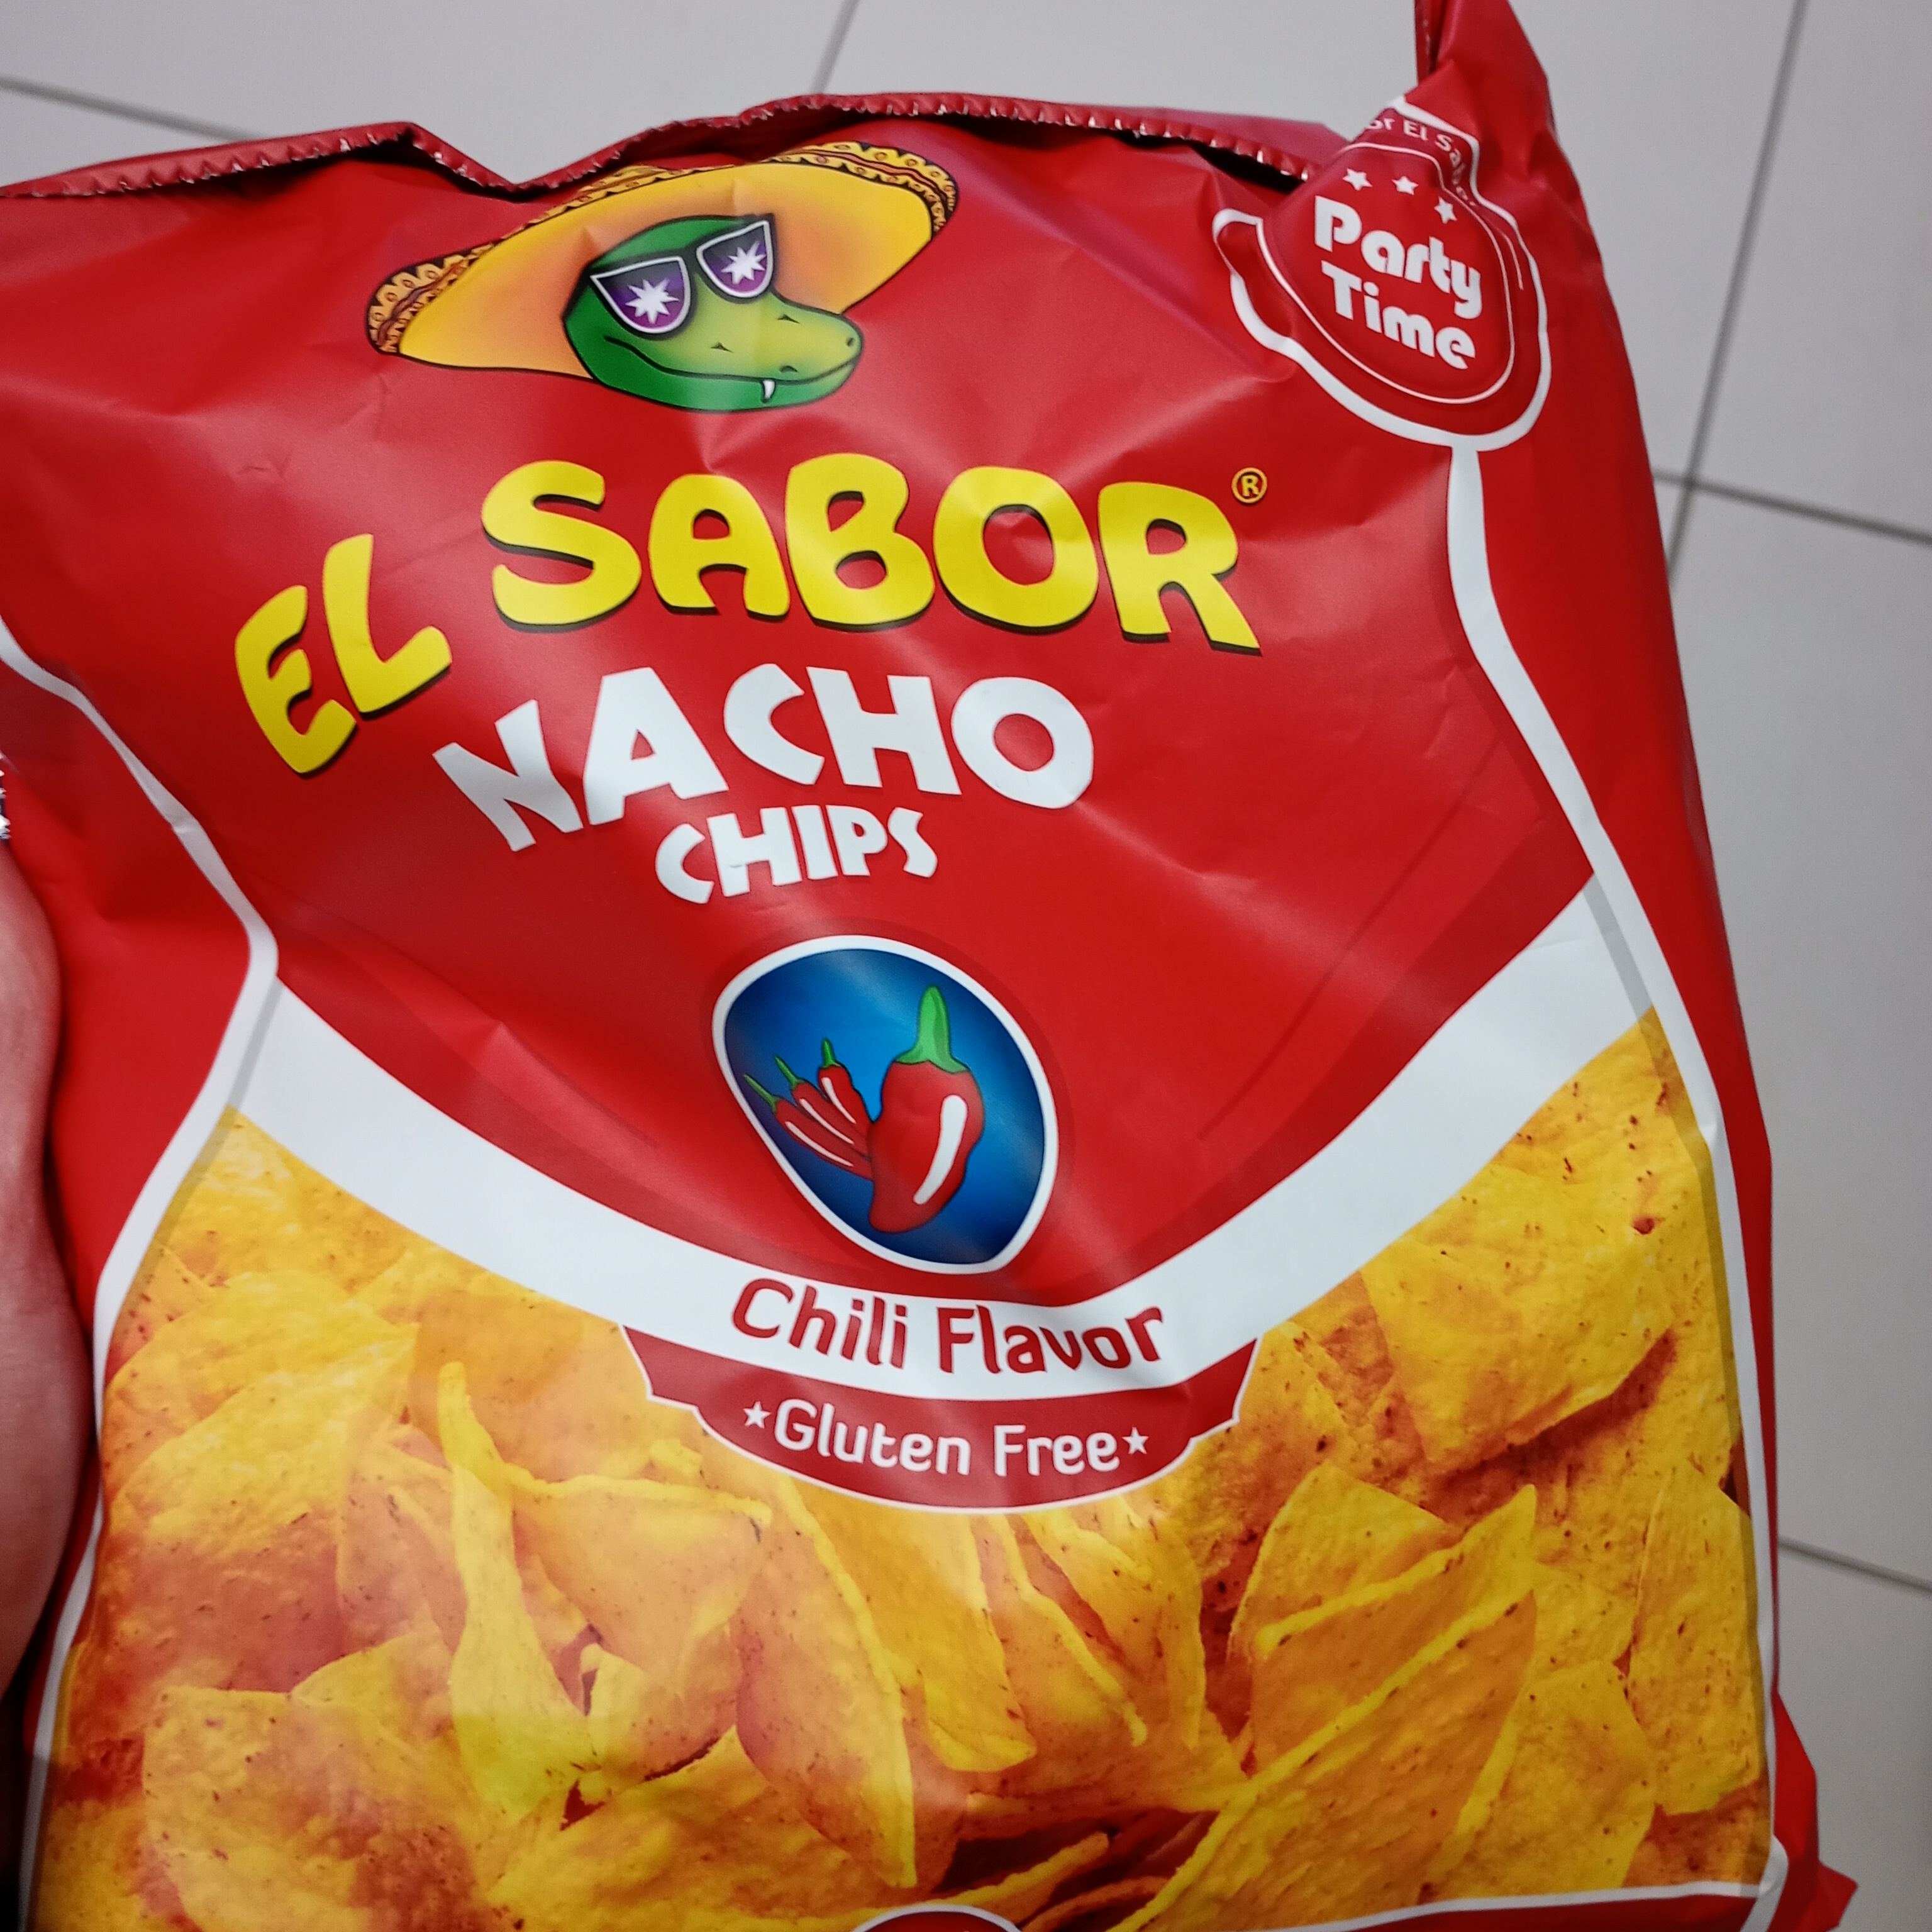 Party
Time
EL SABOR®
NACHO
CHIPS
Chili Flavor
Gluten Free